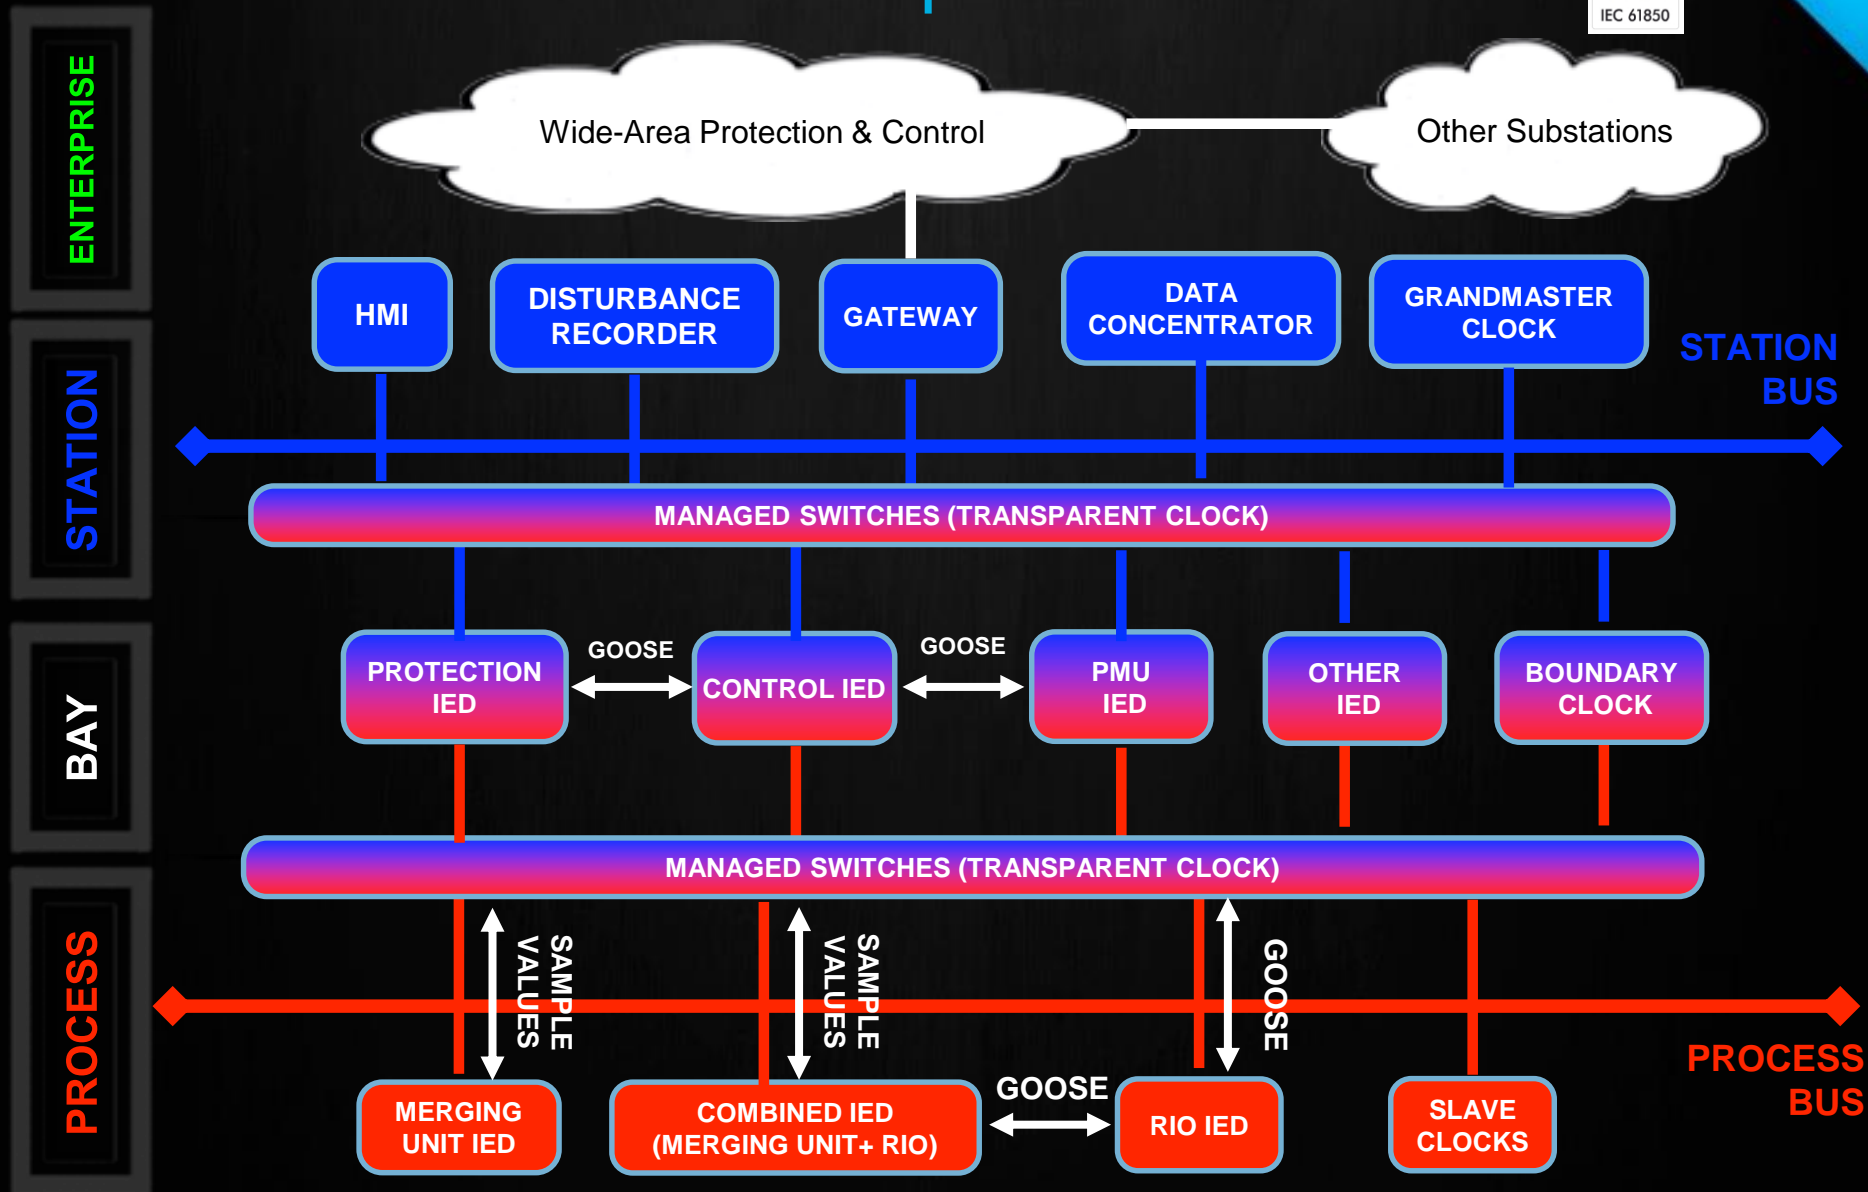 IEC 61850
ENTERPRISE
Wide-Area Protection & Control
Other Substations
HMI
DISTURBANCE
RECORDER
GATEWAY
DATA
CONCENTRATOR
GRANDMASTER
CLOCK
STATION
BUS
STATION
MANAGED SWITCHES (TRANSPARENT CLOCK)
BAY
PROTECTION
IED
GOOSE
CONTROL IED
GOOSE
PMU
IED
OTHER
IED
BOUNDARY
CLOCK
MANAGED SWITCHES (TRANSPARENT CLOCK)
PROCESS
SAMPLE
VALUES
SAMPLE
VALUES
GOOSE
PROCESS
BUS
MERGING
UNIT IED
COMBINED IED
(MERGING UNIT+ RIO)
GOOSE
RIO IED
SLAVE
CLOCKS